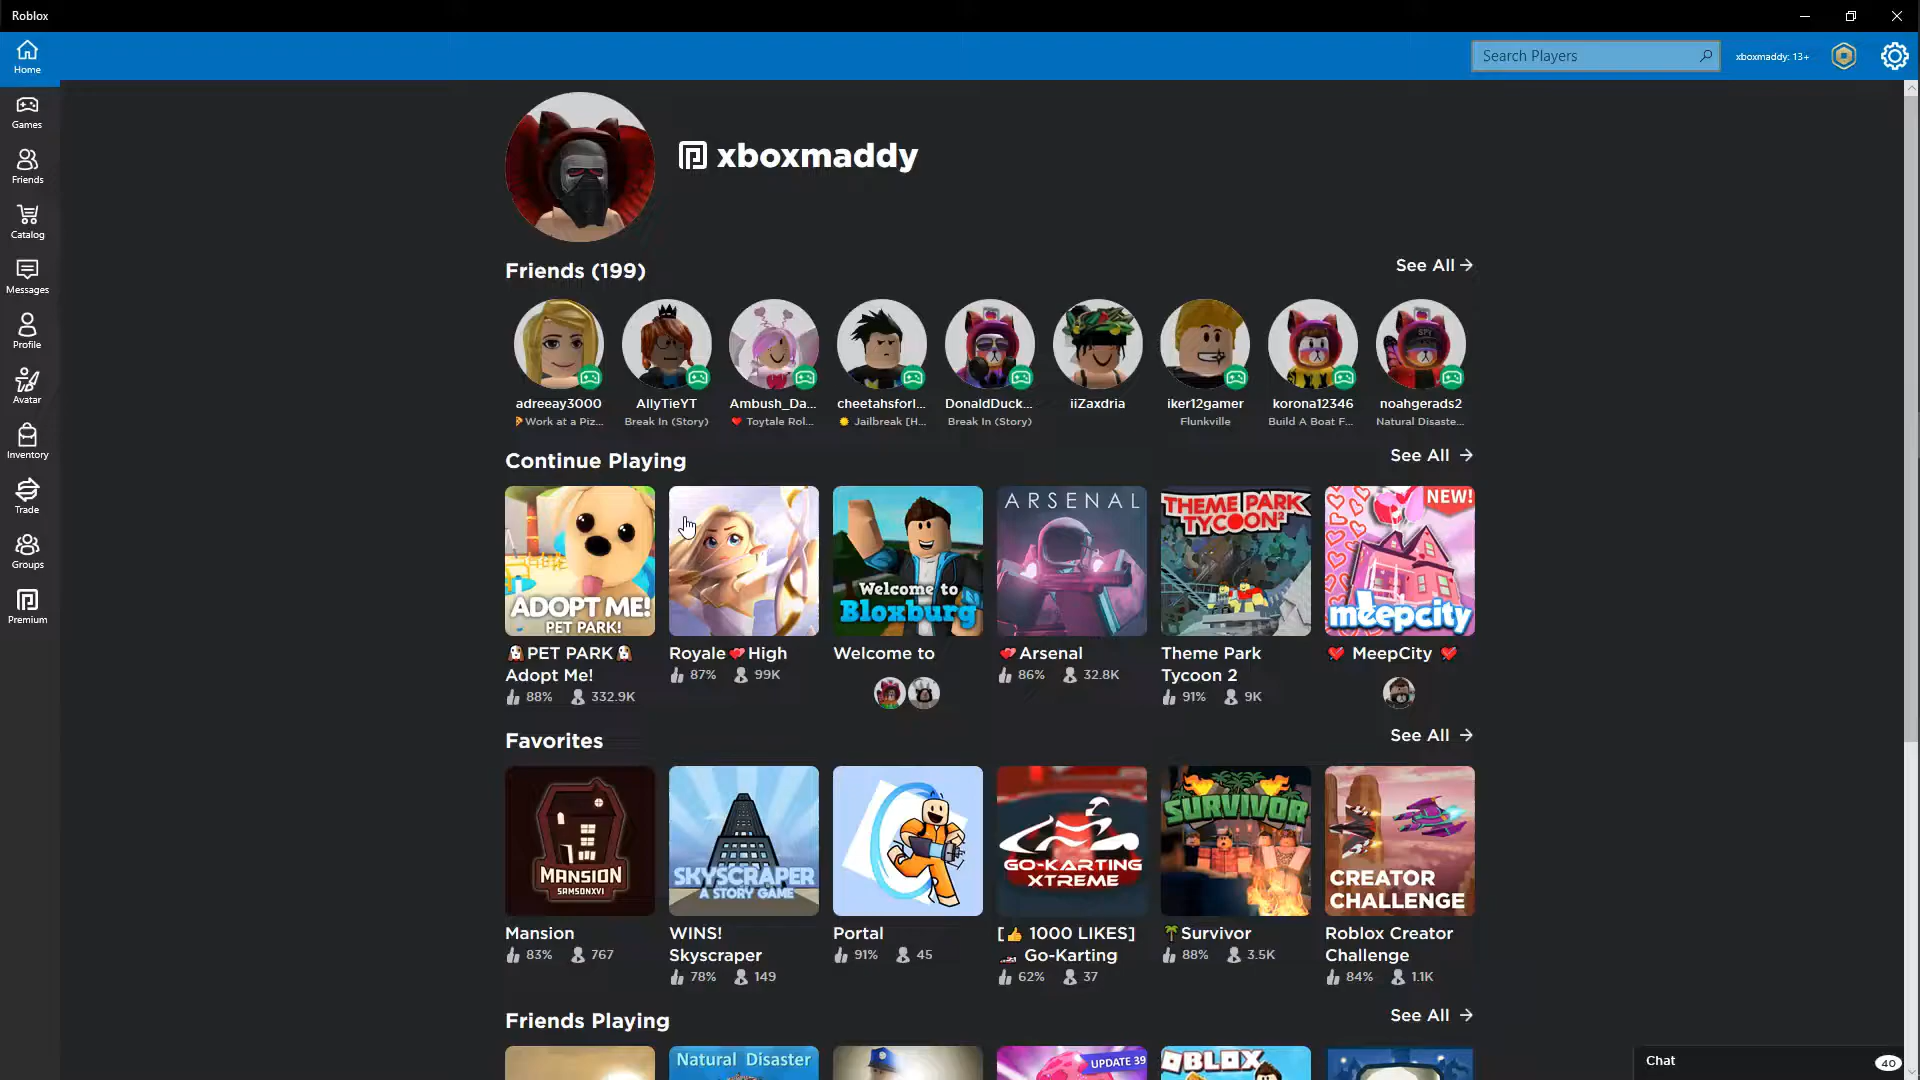 Roblox
Search Players
xboxmaddy: 13+
Home
Games
Friends
Catalog
Messages
Profile
Avatar
Inventory
Trade
Groups
Premium
xboxmaddy
Friends (199)
See All
adreeay3000
Work at a Piz...
AllyTieYT
Break In (Story)
Ambush_Da...
Toytale Rol...
cheetahsforl...
Jailbreak [H...
DonaldDuck...
Break In (Story)
iiZaxdria
iker12gamer
Flunkville
korona12346
Build A Boat F...
SPY
noahgerads2
Natural Disaste...
Continue Playing
See All
ADOPT ME!
PET PARK!
PET PARK
Adopt Me!
88% 332.9K
Royale High
87% 99K
Welcome to
Bloxburg
Welcome to
ARSENAL
Arsenal
86% 32.8K
THEME PARK
TYCOON 2
Theme Park
Tycoon 2
91% 9K
NEW!
meepcity
MeepCity
Favorites
See All
MANSION
SAMSONXVI
Mansion
83% 767
SKYSCRAPER
A STORY GAME
WINS!
Skyscraper
78% 149
Portal
91% 45
GO-KARTING
XTREME
[👍 1000 LIKES]
Go-Karting
62% 37
SURVIVOR
Survivor
88% 3.5K
CREATOR
CHALLENGE
Roblox Creator
Challenge
84% 1.1K
Friends Playing
See All
Natural Disaster
UPDATE 39
Chat
40